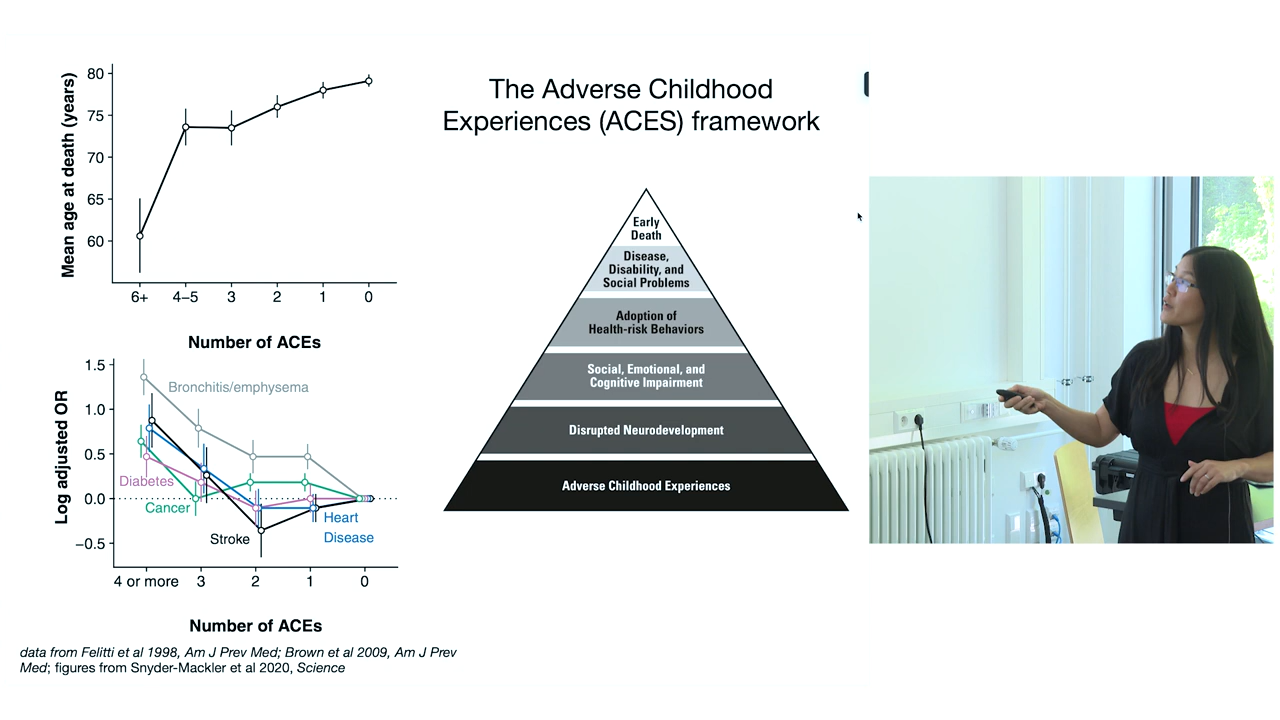 80
75
70
65
60
Mean age at death (years)
6+ 4–5 3 2 1 0
Number of ACEs
1.5
1.0
0.5
0.0
−0.5
Log adjusted OR
Bronchitis/emphysema
Diabetes
Cancer
Stroke
Heart
Disease
4 or more 3 2 1 0
Number of ACEs
data from Felitti et al 1998, Am J Prev Med; Brown et al 2009, Am J Prev
Med; figures from Snyder-Mackler et al 2020, Science
The Adverse Childhood
Experiences (ACES) framework
Early
Death
Disease,
Disability, and
Social Problems
Adoption of
Health-risk Behaviors
Social, Emotional, and
Cognitive Impairment
Disrupted Neurodevelopment
Adverse Childhood Experiences